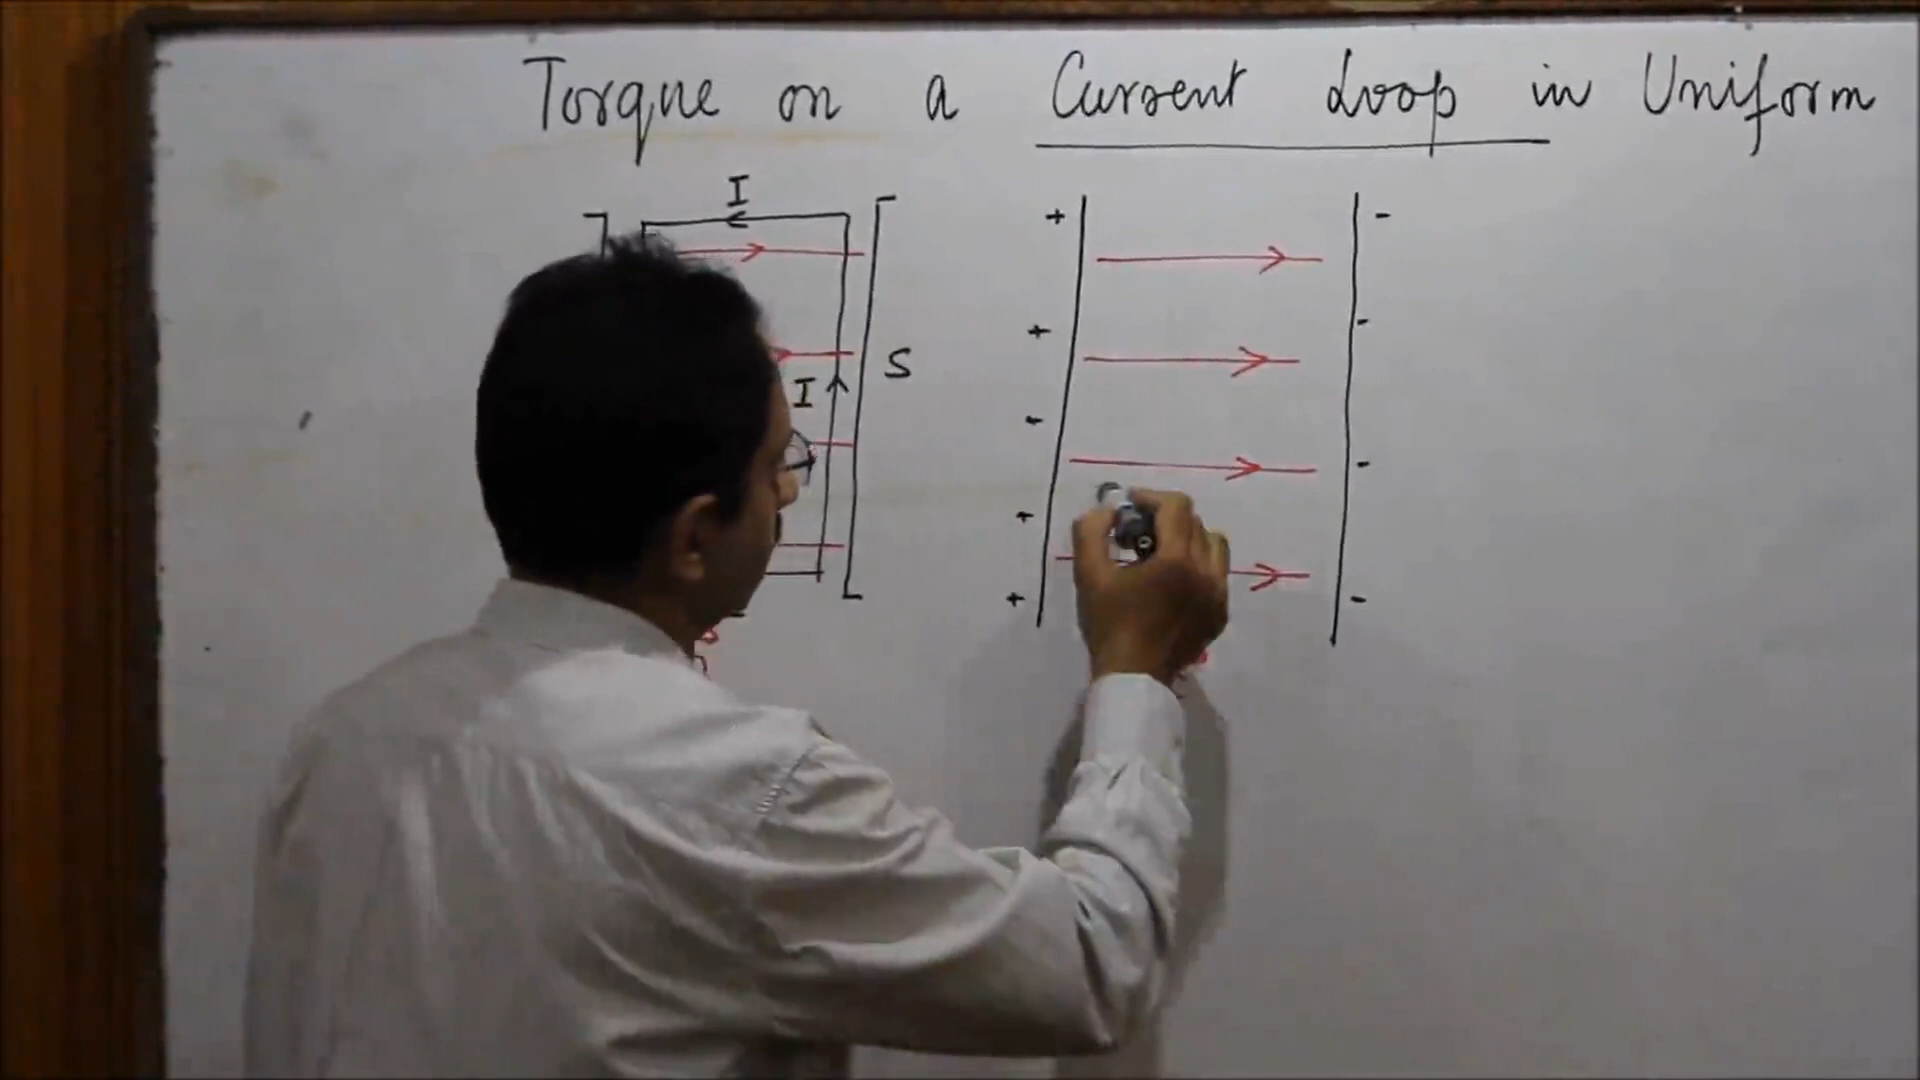 Torque on a Current Loop in Uniform
I
+ -
+ -
I S
-
+ -
+ -